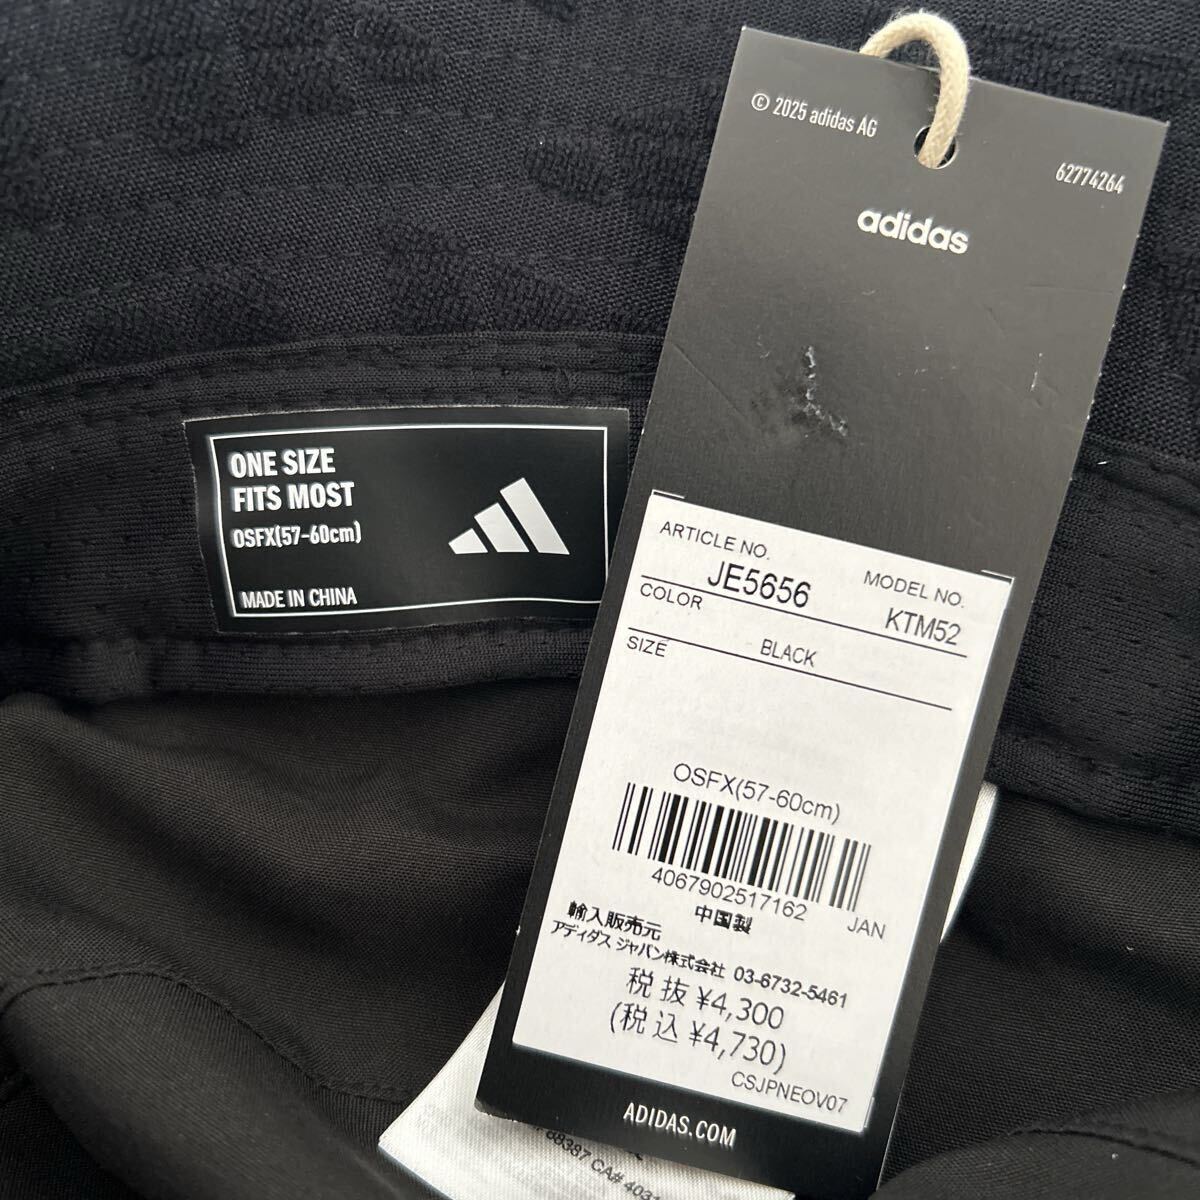 ONE SIZE
FITS MOST
OSFX(57-60cm)
MADE IN CHINA
© 2025 adidas AG
62774264
adidas
ARTICLE NO.
JE5656
MODEL NO.
KTM52
COLOR
BLACK
SIZE
OSFX(57-60cm)
4067902517162
JAN
中国製
輸入販売元
アディダス ジャパン株式会社 03-6732-5461
税抜 ¥4,300
(税込 ¥4,730)
CSJPNEOV07
ADIDAS.COM
88387 CA# 4031